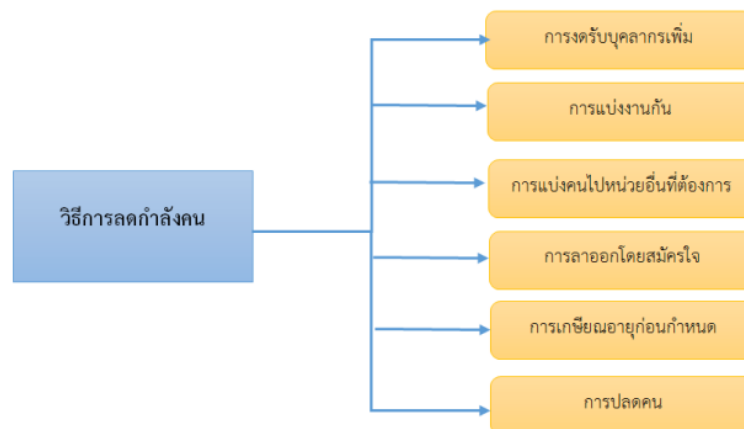 การงดรับบุคลากรเพิ่ม
การแบ่งงานกัน
การแบ่งคนไปหน่วยอื่นที่ต้องการ
วิธีการลดกำลังคน
การลาออกโดยสมัครใจ
การเกษียณอายุก่อนกำหนด
การปลดคน